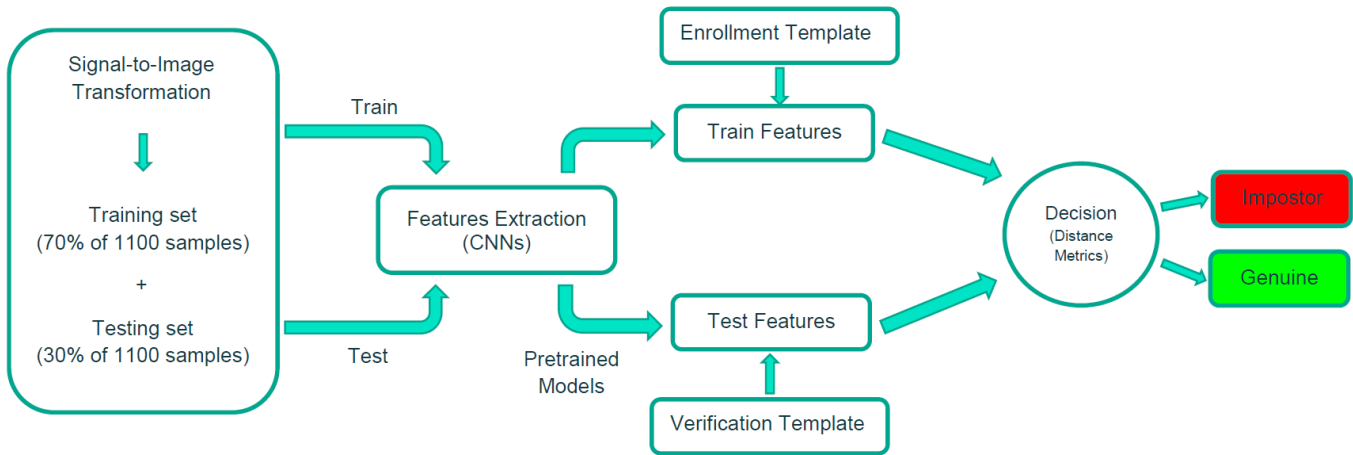 Signal-to-Image
Transformation
Training set
(70% of 1100 samples)
+
Testing set
(30% of 1100 samples)
Train
Test
Features Extraction
(CNNs)
Pretrained
Models
Enrollment Template
Train Features
Test Features
Verification Template
Decision
(Distance
Metrics)
Impostor
Genuine